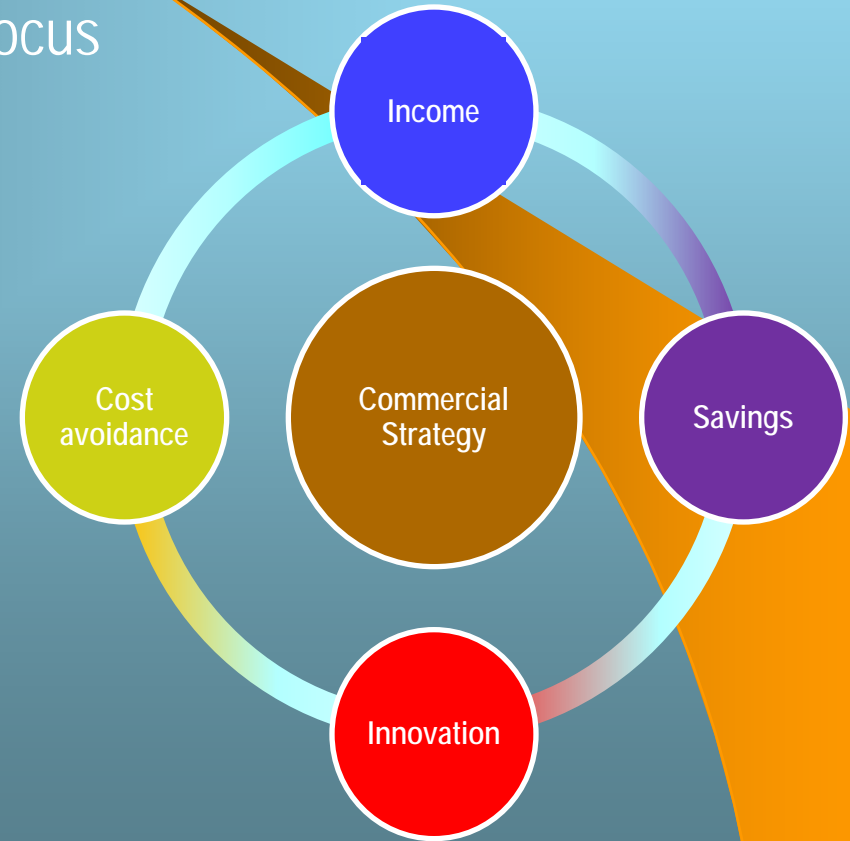 ocus
Income
Cost
avoidance
Commercial
Strategy
Savings
Innovation